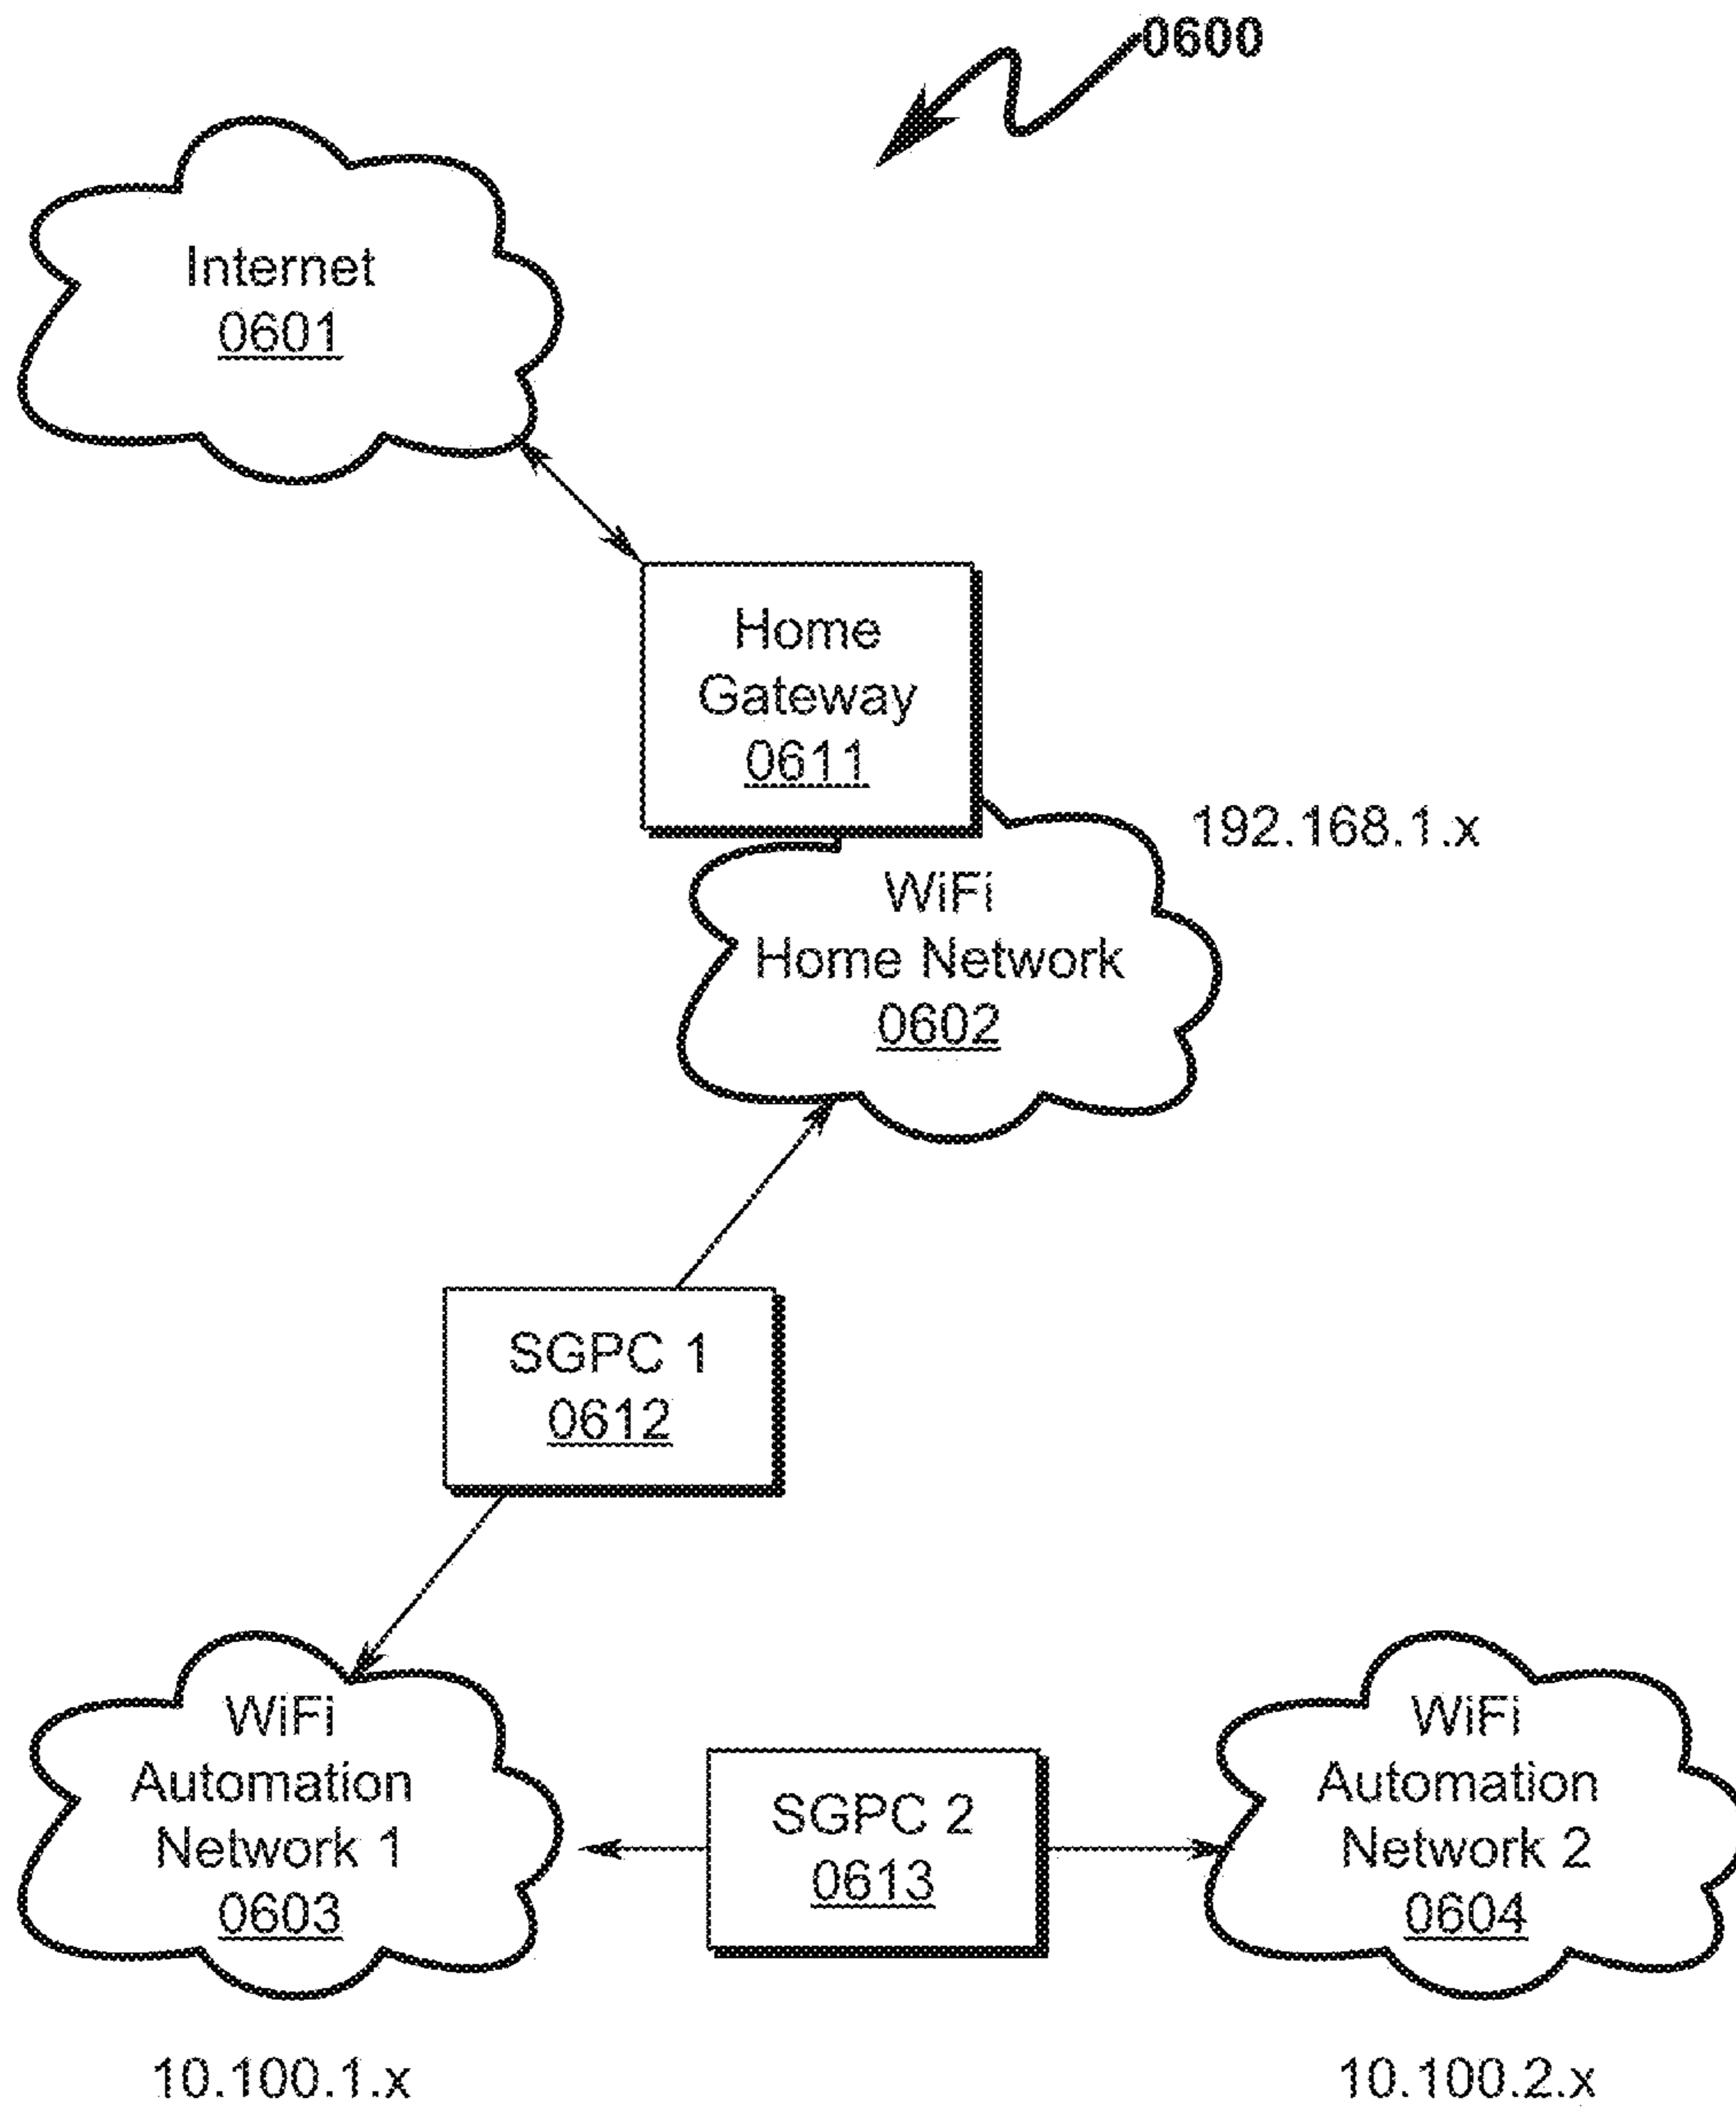 0600
Internet
0601
Home
Gateway
0611
192.168.1.x
WiFi
Home Network
0602
SGPC 1
0612
WiFi
Automation
Network 1
0603
SGPC 2
0613
WiFi
Automation
Network 2
0604
10.100.1.x
10.100.2.x